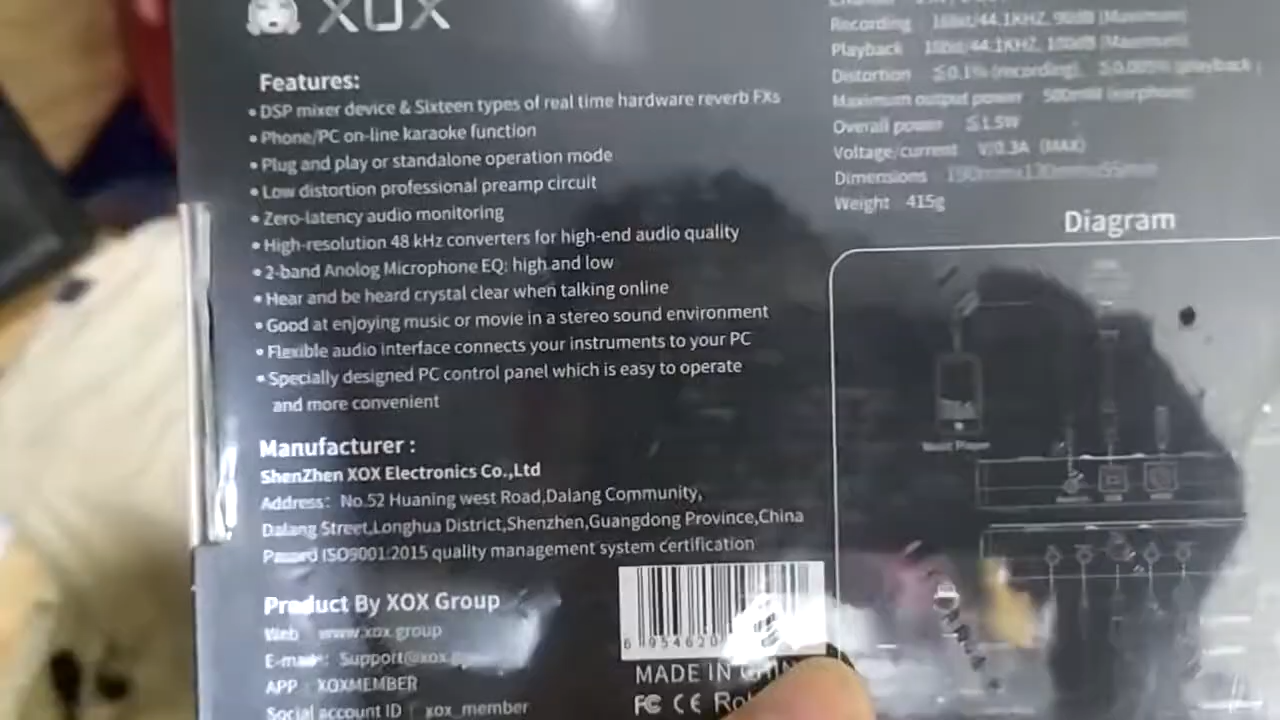 XOX
Features:
• DSP mixer device & Sixteen types of real time hardware reverb FXs
• Phone/PC on-line karaoke function
• Plug and play or standalone operation mode
• Low distortion professional preamp circuit
• Zero-latency audio monitoring
• High-resolution 48 kHz converters for high-end audio quality
• 2-band Anolog Microphone EQ: high and low
• Hear and be heard crystal clear when talking online
• Good at enjoying music or movie in a stereo sound environment
• Flexible audio interface connects your instruments to your PC
• Specially designed PC control panel which is easy to operate
and more convenient
Manufacturer :
ShenZhen XOX Electronics Co.,Ltd
Address: No.52 Huaning west Road,Dalang Community,
Dalang Street,Longhua District,Shenzhen,Guangdong Province,China
Passed ISO9001:2015 quality management system certification
Product By XOX Group
Web www.xox.group
E-mail: Support@xox.
APP : XOXMEMBER
Social account ID : xox_member
6 954620
MADE IN CHINA
FC CE RoH
Recording 16bit/44.1KHZ, 90dB (Maximum)
Playback 16bit/44.1KHZ, 100dB (Maximum)
Distortion ≦0.1% (recording), (playback)
Maximum output power 500mW (earphone)
Overall power ≦1.5W
Voltage/current V/0.3A (MAX)
Dimensions
Weight 415g
Diagram